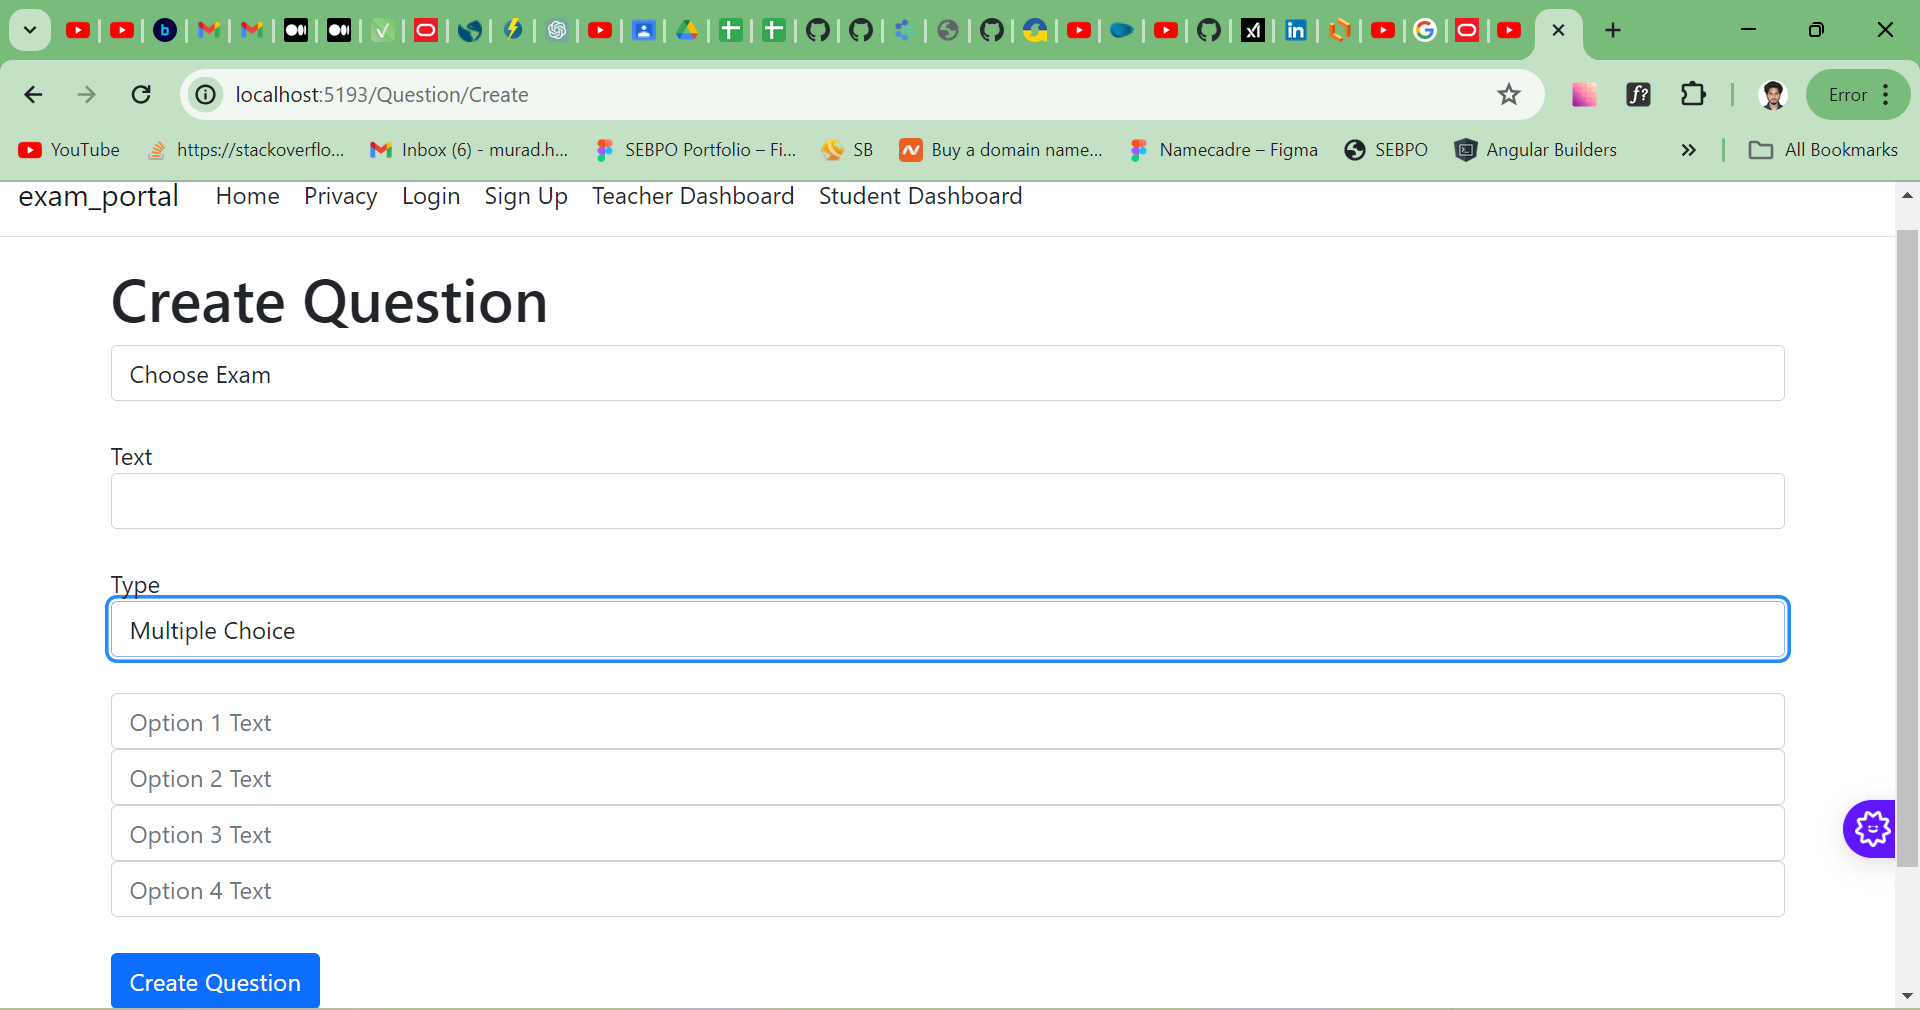 localhost:5193/Question/Create
Error
YouTube
https://stackoverflo...
Inbox (6) - murad.h...
SEBPO Portfolio – Fi...
SB
Buy a domain name...
Namecadre – Figma
SEBPO
Angular Builders
All Bookmarks
exam_portal Home Privacy Login Sign Up Teacher Dashboard Student Dashboard
Create Question
Choose Exam
Text
Type
Multiple Choice
Option 1 Text
Option 2 Text
Option 3 Text
Option 4 Text
Create Question